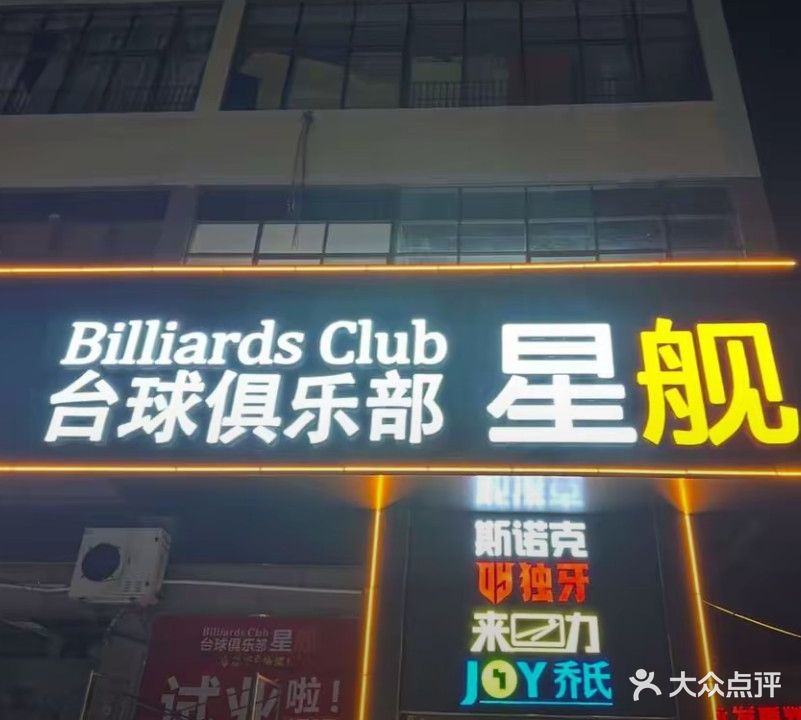 Billiards Club
台球俱乐部
星舰
斯诺克
独牙
来力
JOY 乔氏
Billiards Club
台球俱乐部 星舰
试业啦!
大众点评